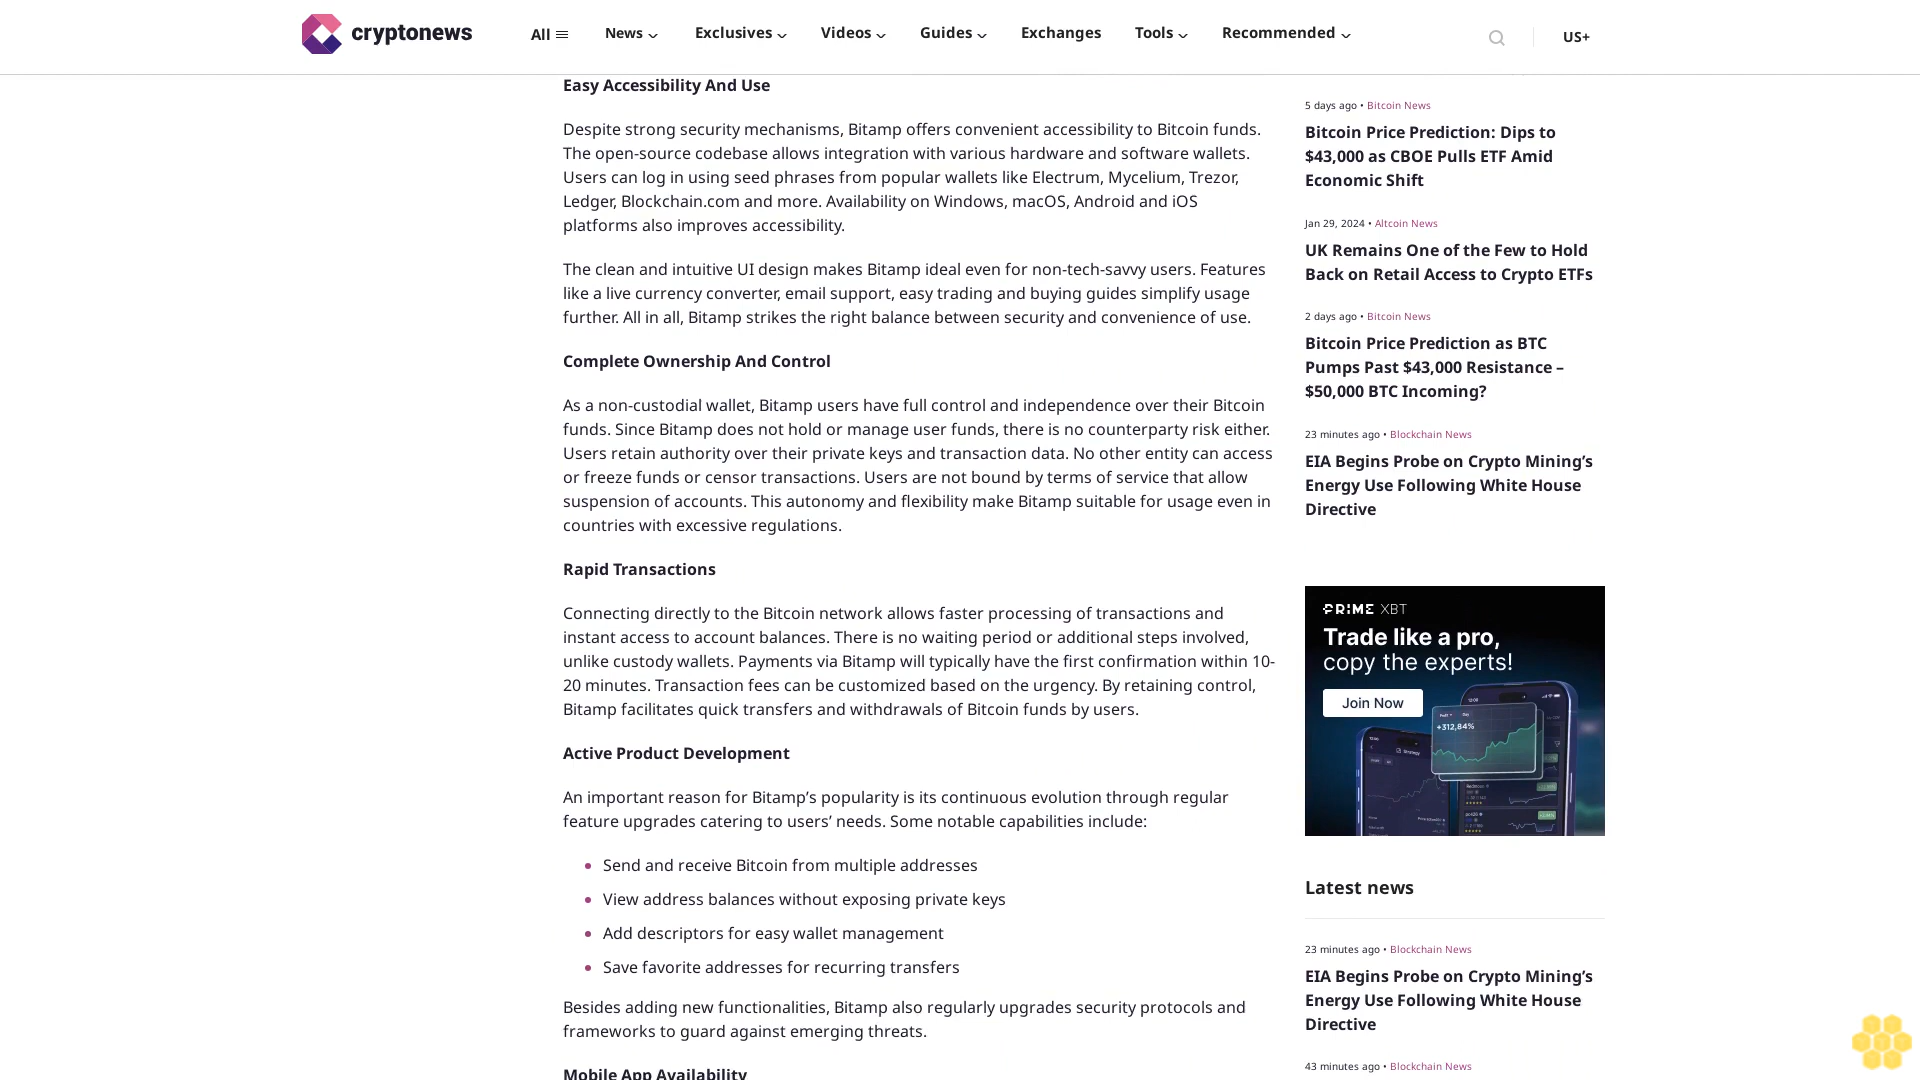 cryptonews
All
News
Exclusives
Videos
Guides
Exchanges
Tools
Recommended
US+
Easy Accessibility And Use
Despite strong security mechanisms, Bitamp offers convenient accessibility to Bitcoin funds.
The open-source codebase allows integration with various hardware and software wallets.
Users can log in using seed phrases from popular wallets like Electrum, Mycelium, Trezor,
Ledger, Blockchain.com and more. Availability on Windows, macOS, Android and iOS
platforms also improves accessibility.
The clean and intuitive UI design makes Bitamp ideal even for non-tech-savvy users. Features
like a live currency converter, email support, easy trading and buying guides simplify usage
further. All in all, Bitamp strikes the right balance between security and convenience of use.
Complete Ownership And Control
As a non-custodial wallet, Bitamp users have full control and independence over their Bitcoin
funds. Since Bitamp does not hold or manage user funds, there is no counterparty risk either.
Users retain authority over their private keys and transaction data. No other entity can access
or freeze funds or censor transactions. Users are not bound by terms of service that allow
suspension of accounts. This autonomy and flexibility make Bitamp suitable for usage even in
countries with excessive regulations.
Rapid Transactions
Connecting directly to the Bitcoin network allows faster processing of transactions and
instant access to account balances. There is no waiting period or additional steps involved,
unlike custody wallets. Payments via Bitamp will typically have the first confirmation within 10-
20 minutes. Transaction fees can be customized based on the urgency. By retaining control,
Bitamp facilitates quick transfers and withdrawals of Bitcoin funds by users.
Active Product Development
An important reason for Bitamp’s popularity is its continuous evolution through regular
feature upgrades catering to users’ needs. Some notable capabilities include:
Send and receive Bitcoin from multiple addresses
View address balances without exposing private keys
Add descriptors for easy wallet management
Save favorite addresses for recurring transfers
Besides adding new functionalities, Bitamp also regularly upgrades security protocols and
frameworks to guard against emerging threats.
Mobile App Availability
5 days ago • Bitcoin News
Bitcoin Price Prediction: Dips to
$43,000 as CBOE Pulls ETF Amid
Economic Shift
Jan 29, 2024 • Altcoin News
UK Remains One of the Few to Hold
Back on Retail Access to Crypto ETFs
2 days ago • Bitcoin News
Bitcoin Price Prediction as BTC
Pumps Past $43,000 Resistance –
$50,000 BTC Incoming?
23 minutes ago • Blockchain News
EIA Begins Probe on Crypto Mining’s
Energy Use Following White House
Directive
PRIME XBT
Trade like a pro,
copy the experts!
Join Now
+312,84%
Latest news
23 minutes ago • Blockchain News
EIA Begins Probe on Crypto Mining’s
Energy Use Following White House
Directive
43 minutes ago • Blockchain News